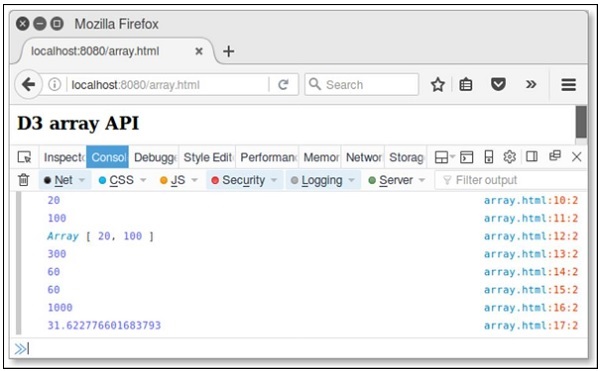 Mozilla Firefox
localhost:8080/array.html
localhost:8080/array.html Search
D3 array API
Inspect Consol Debugge Style Edit Performan Memor Networ Storag
Net CSS JS Security Logging Server Filter output
20 array.html:10:2
100 array.html:11:2
Array [ 20, 100 ] array.html:12:2
300 array.html:13:2
60 array.html:14:2
60 array.html:15:2
1000 array.html:16:2
31.622776601683793 array.html:17:2